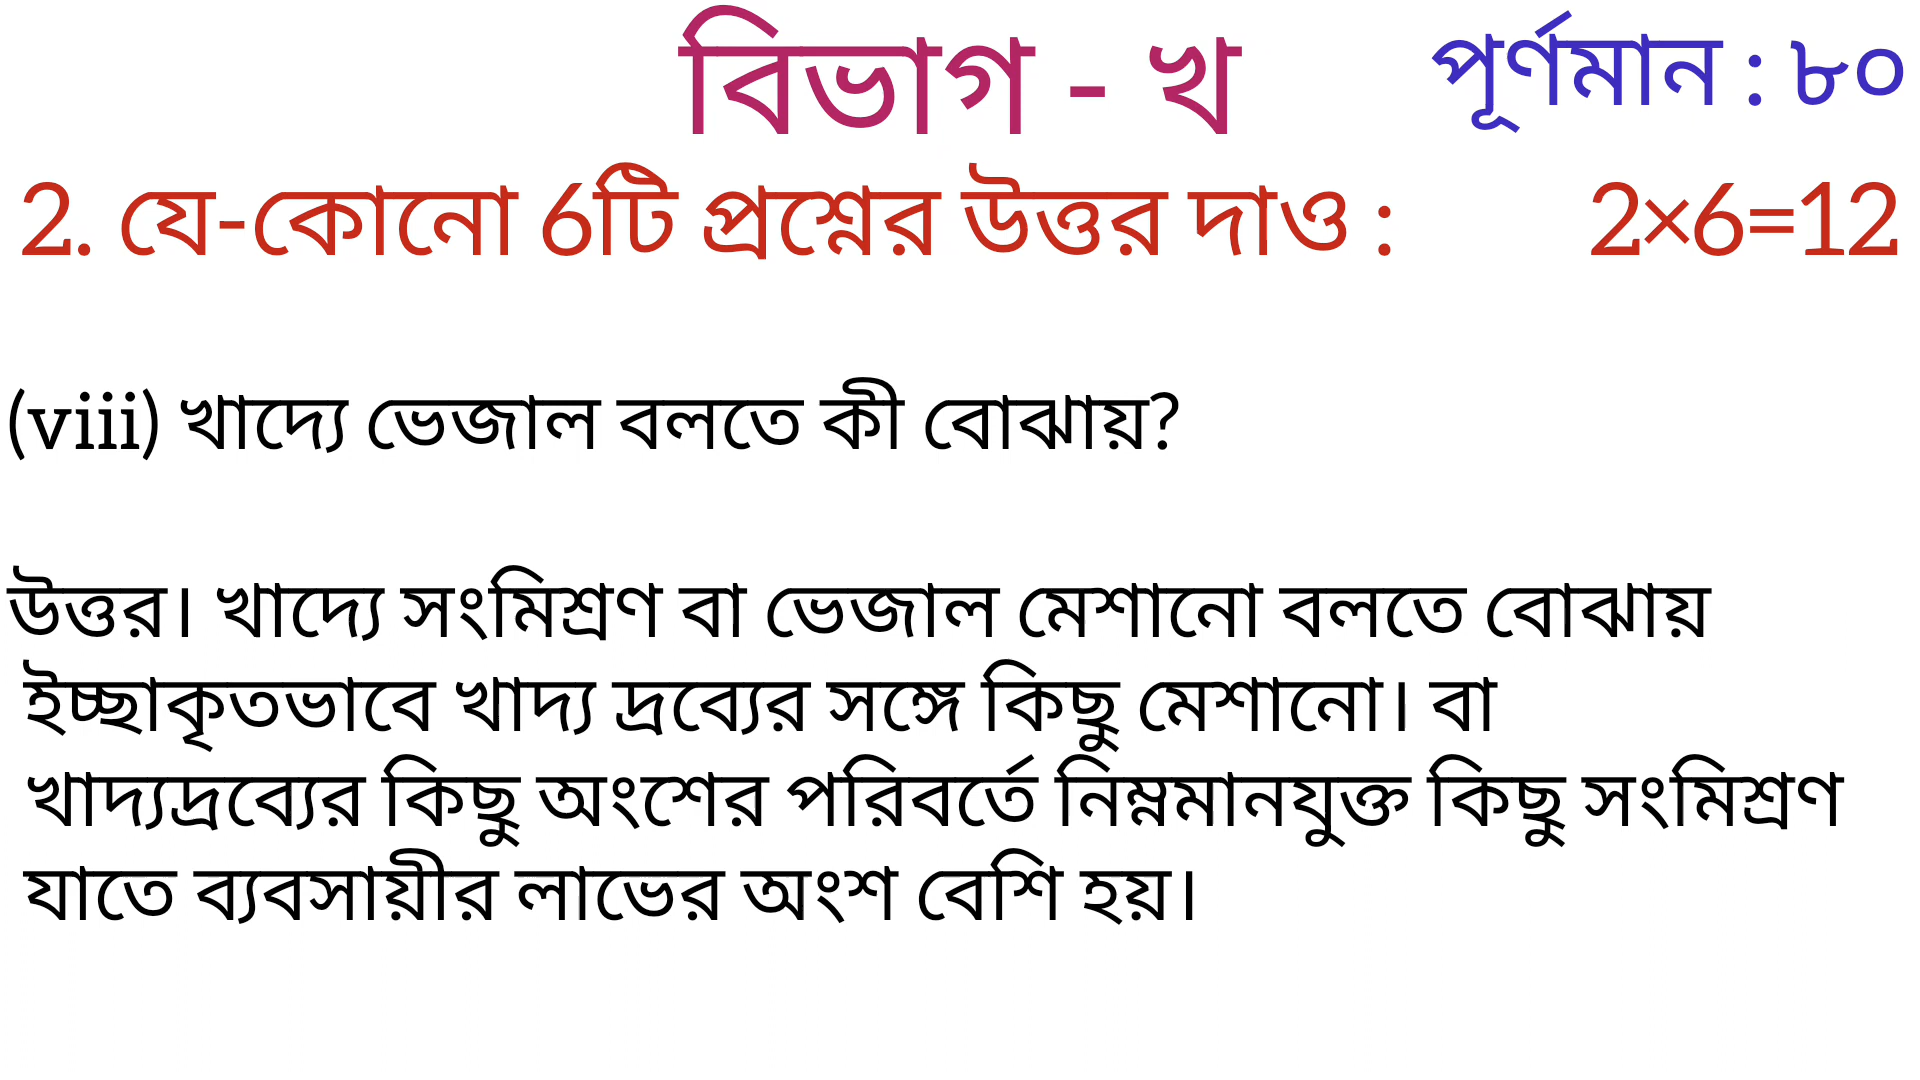 বিভাগ - খ
পূর্ণমান : ৮০
2. যে-কোনো 6টি প্রশ্নের উত্তর দাও : 2×6=12
(viii) খাদ্যে ভেজাল বলতে কী বোঝায়?
উত্তর। খাদ্যে সংমিশ্রণ বা ভেজাল মেশানো বলতে বোঝায়
ইচ্ছাকৃতভাবে খাদ্য দ্রব্যের সঙ্গে কিছু মেশানো। বা
খাদ্যদ্রব্যের কিছু অংশের পরিবর্তে নিম্নমানযুক্ত কিছু সংমিশ্রণ
যাতে ব্যবসায়ীর লাভের অংশ বেশি হয়।